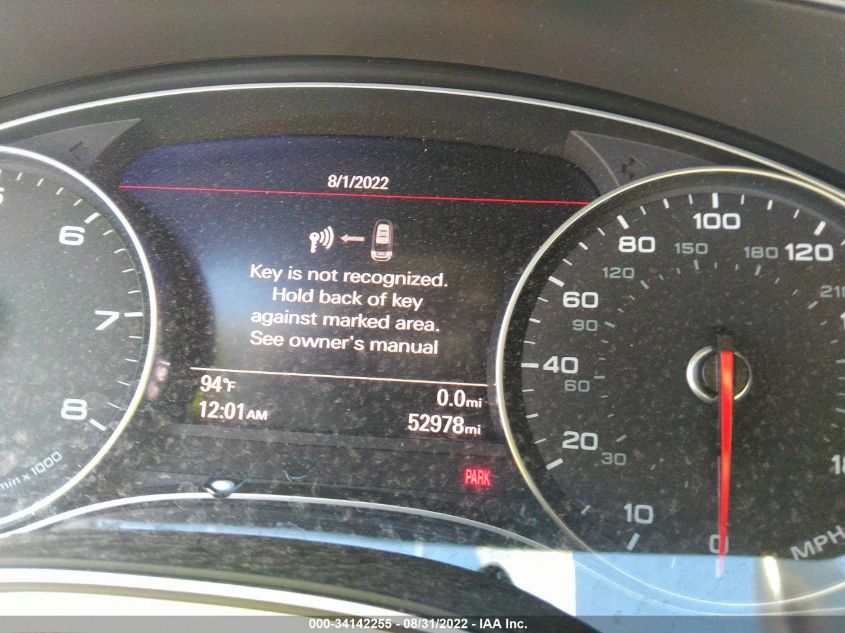 8/1/2022
Key is not recognized.
Hold back of key
against marked area.
See owner's manual
94°F 0.0mi
12:01AM 52978mi
PARK
6
7
8
min x 1000
0
10
20
30
40
60
60
90
80
120
100
150
120
180
MPH
000-34142255 - 08/31/2022 - IAA Inc.